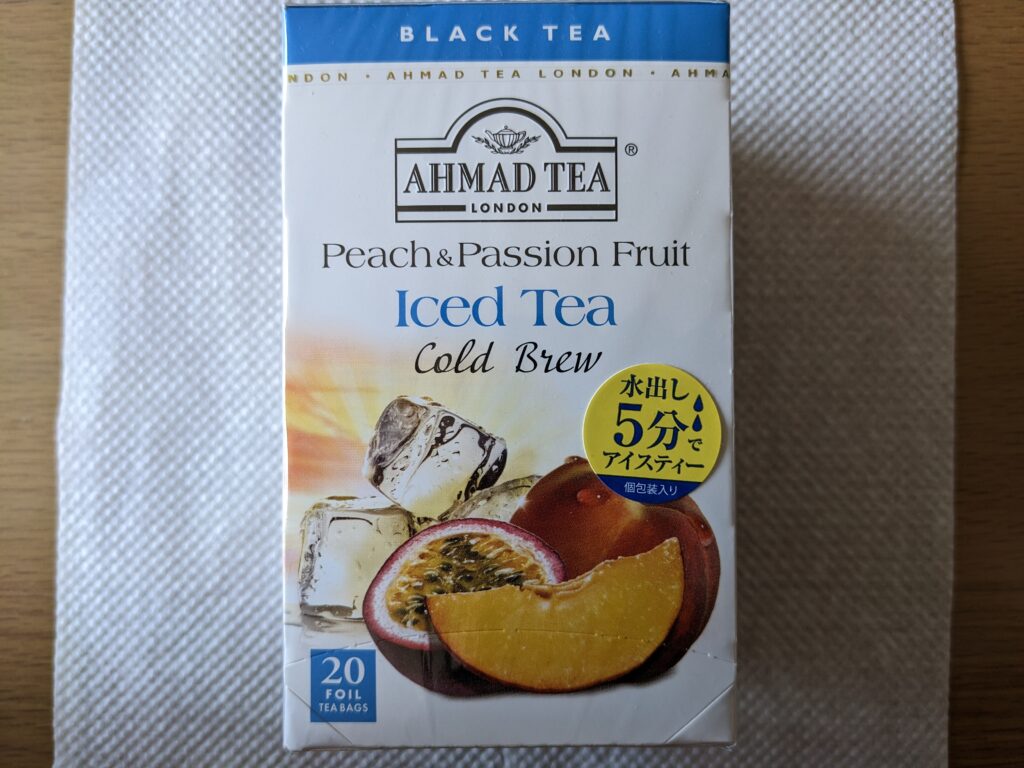 BLACK TEA
NDON • AHMAD TEA LONDON • AHMA
AHMAD TEA
LONDON
®
Peach & Passion Fruit
Iced Tea
Cold Brew
水出し
5分で
アイスティー
個包装入り
20
FOIL
TEA BAGS